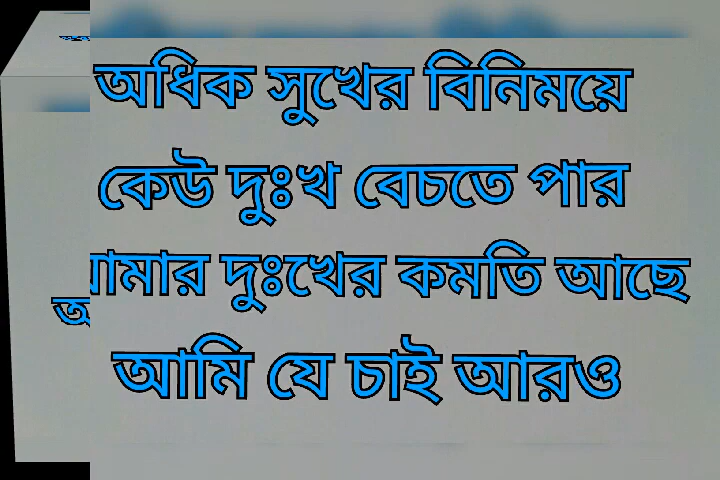 অধিক সুখের বিনিময়ে
কেউ দুঃখ বেচতে পার
আমার দুঃখের কমতি আছে
আমি যে চাই আরও